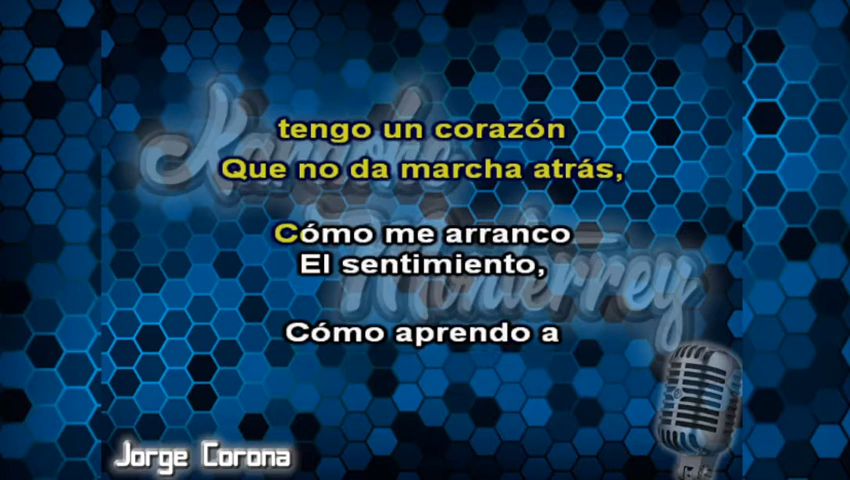 Karaoke
tengo un corazón
Que no da marcha atrás,
Cómo me arranco
El sentimiento,
Monterrey
Cómo aprendo a
Jorge Corona